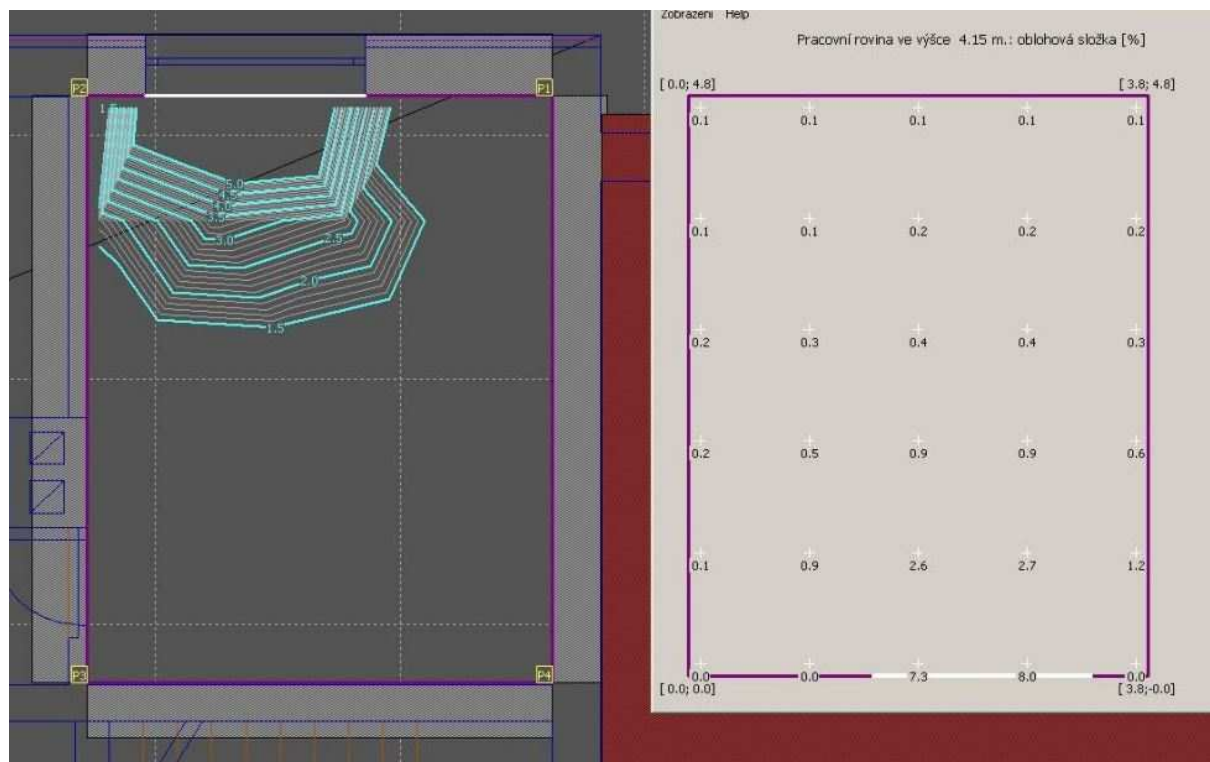 Zobrazení Help
Pracovní rovina ve výšce 4.15 m.: oblohová složka [%]
[ 0.0; 4.8] [ 3.8; 4.8]
0.1 0.1 0.1 0.1 0.1
0.1 0.1 0.2 0.2 0.2
0.2 0.3 0.4 0.4 0.3
0.2 0.5 0.9 0.9 0.6
0.1 0.9 2.6 2.7 1.2
0.0 0.0 7.3 8.0 0.0
[ 0.0; 0.0] [ 3.8;-0.0]
P2 P1
5.0
3.0 2.5
2.0
1.5
P3 P4